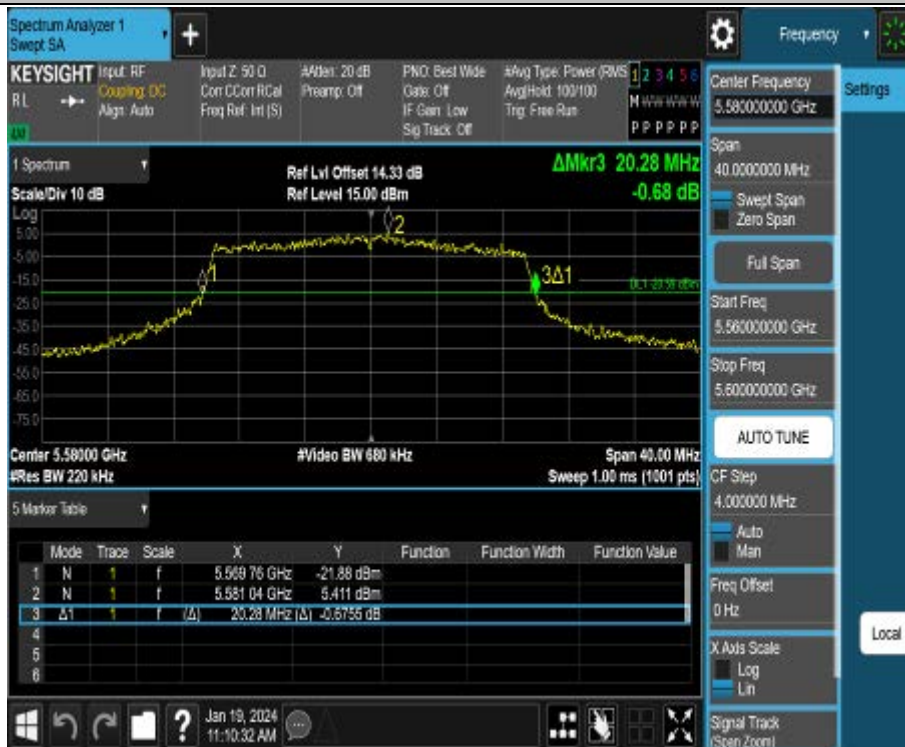 Spectrum Analyzer 1
Swept SA
Frequency
KEYSIGHT
RL
Input: RF
Coupling: DC
Align: Auto
Input Z: 50 Ω
Corr CCorr RCal
Freq Ref: Int (S)
#Atten: 20 dB
Preamp: Off
PNO: Best Wide
Gate: Off
IF Gain: Low
Sig Track: Off
#Avg Type: Power (RMS
Avg|Hold: 100/100
Trig: Free Run
1 2 3 4 5 6
M W W W W W
P P P P P P
1 Spectrum
Scale/Div 10 dB
Ref Lvl Offset 14.33 dB
Ref Level 15.00 dBm
ΔMkr3 20.28 MHz
-0.68 dB
Log
5.00
-5.00
-15.0
-25.0
-35.0
-45.0
-55.0
-65.0
-75.0
1
2
3Δ1
DL1 -20.59 dBm
Center 5.58000 GHz
#Res BW 220 kHz
#Video BW 680 kHz
Span 40.00 MHz
Sweep 1.00 ms (1001 pts)
5 Marker Table
Mode Trace Scale X Y Function Function Width Function Value
1 N 1 f 5.569 76 GHz -21.88 dBm
2 N 1 f 5.581 04 GHz 5.411 dBm
3 Δ1 1 f (Δ) 20.28 MHz (Δ) -0.6755 dB
4
5
6
Jan 19, 2024
11:10:32 AM
Center Frequency
5.580000000 GHz
Settings
Span
40.0000000 MHz
Swept Span
Zero Span
Full Span
Start Freq
5.560000000 GHz
Stop Freq
5.600000000 GHz
AUTO TUNE
CF Step
4.000000 MHz
Auto
Man
Freq Offset
0 Hz
X Axis Scale
Log
Lin
Local
Signal Track
(Span Zoom)